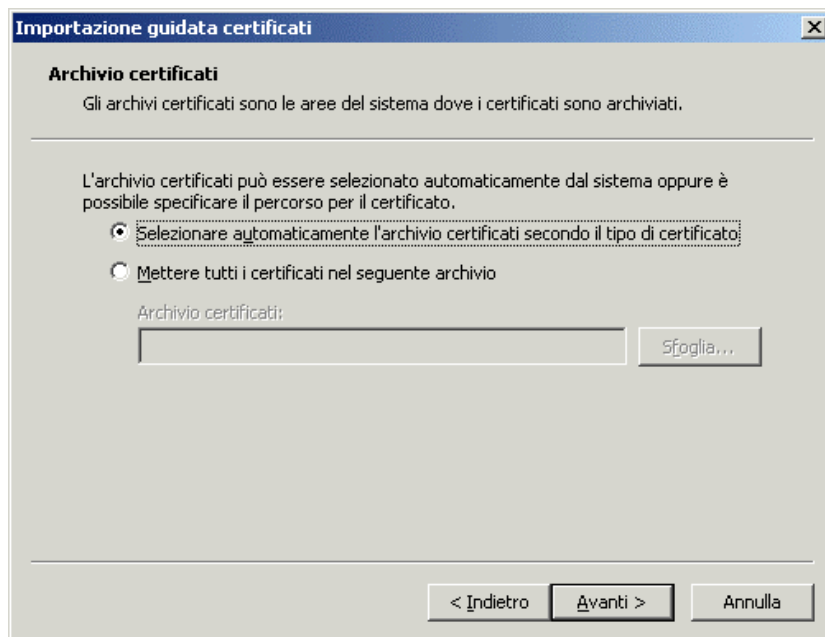 Importazione guidata certificati
Archivio certificati
Gli archivi certificati sono le aree del sistema dove i certificati sono archiviati.
L'archivio certificati può essere selezionato automaticamente dal sistema oppure è
possibile specificare il percorso per il certificato.
Selezionare automaticamente l'archivio certificati secondo il tipo di certificato
Mettere tutti i certificati nel seguente archivio
Archivio certificati:
Sfoglia...
< Indietro Avanti > Annulla